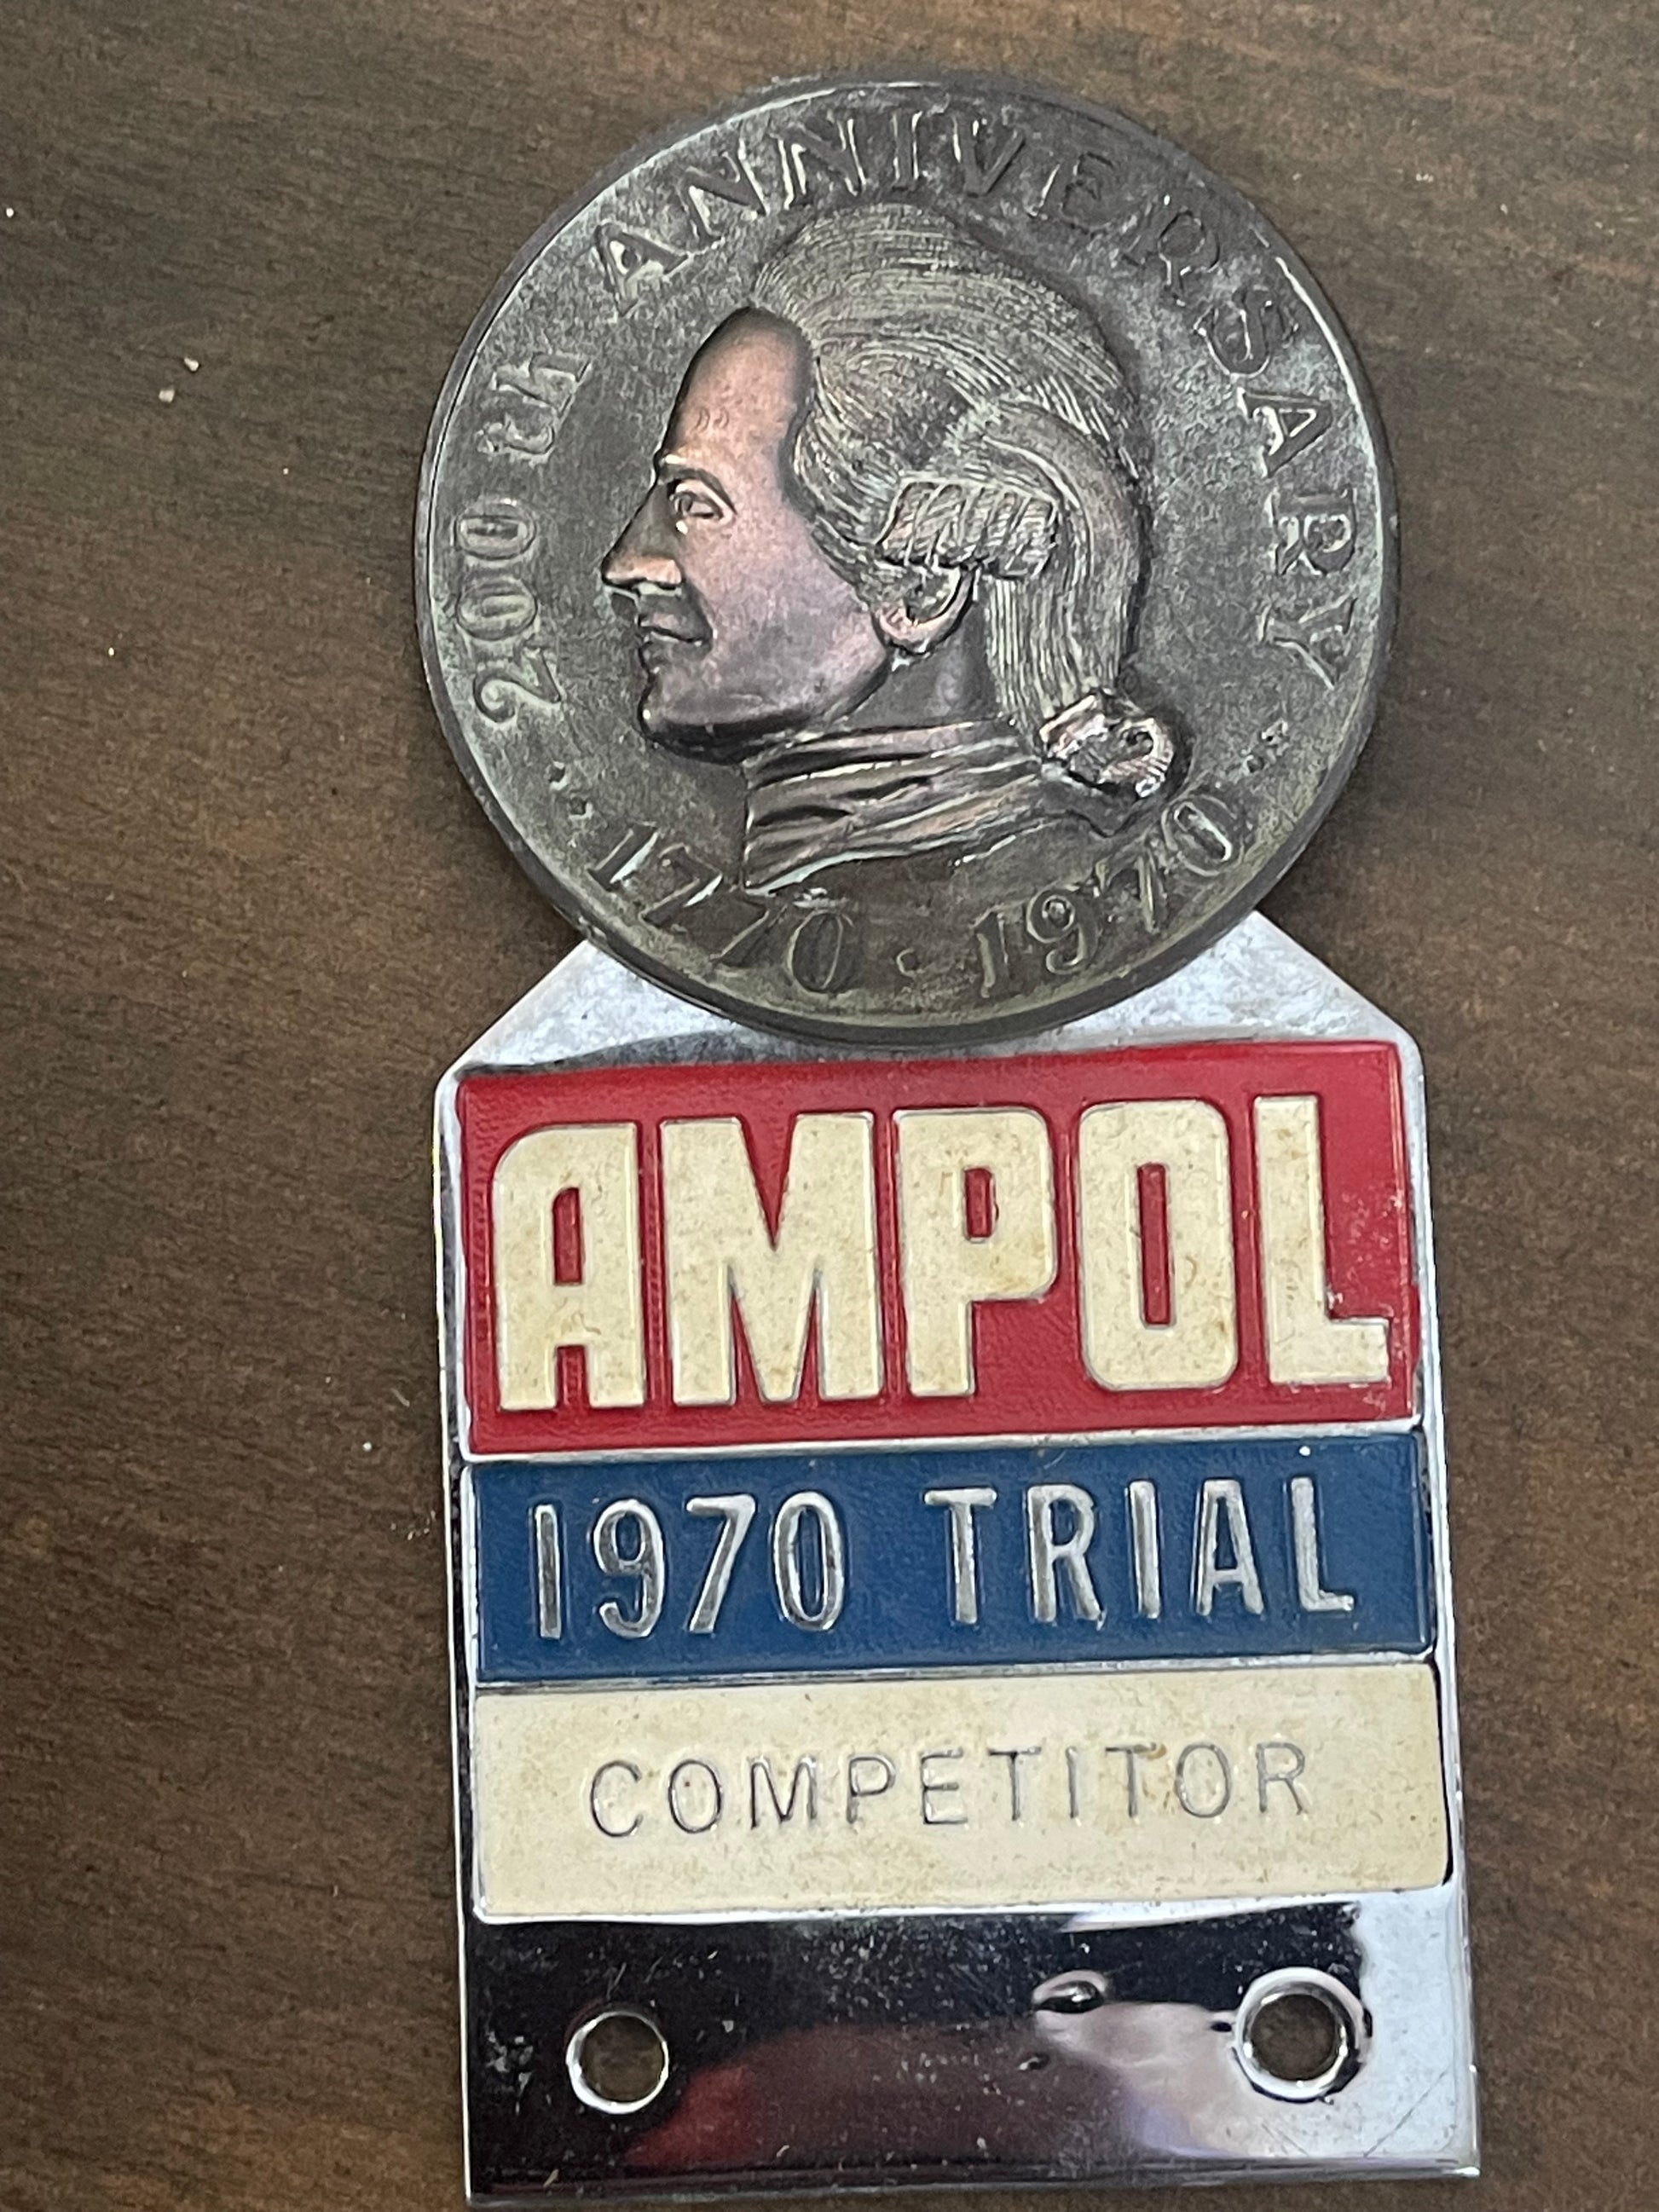 200th ANNIVERSARY
1770 · 1970
AMPOL
1970 TRIAL
COMPETITOR